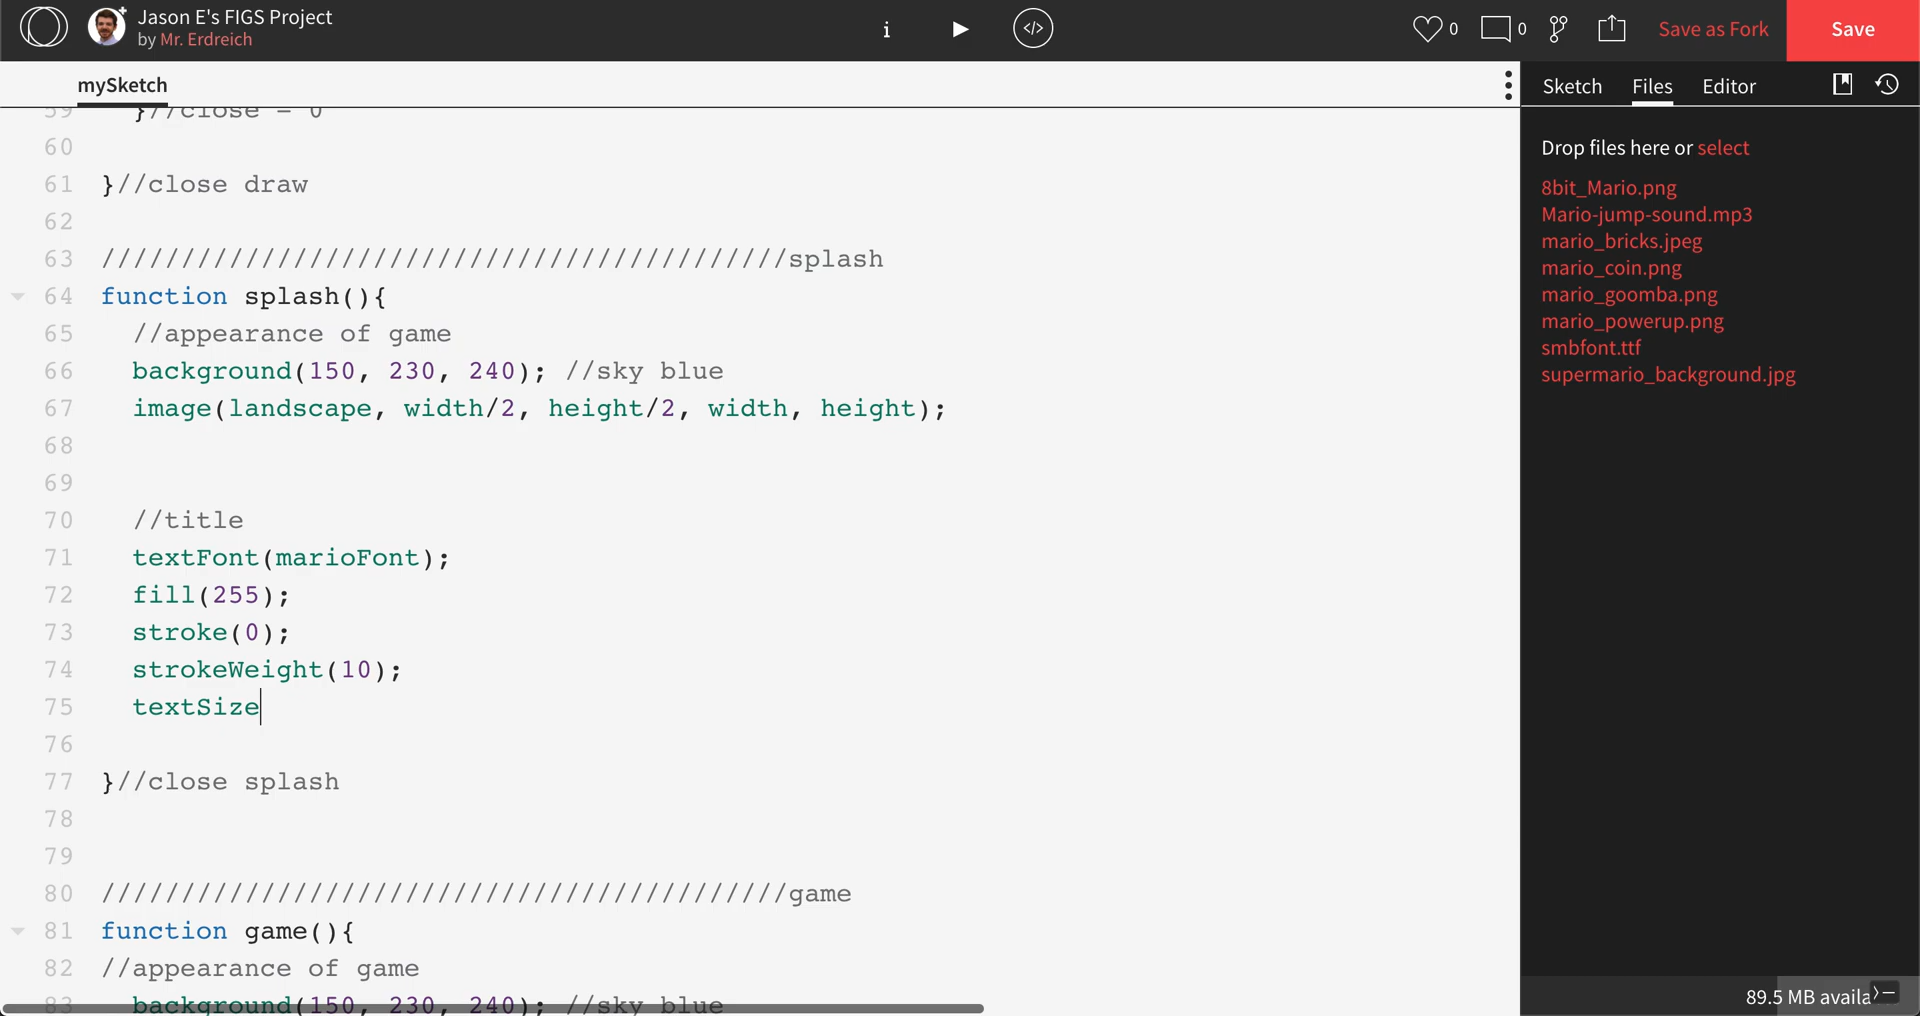 Jason E's FIGS Project
by Mr. Erdreich
i
</>
0
0
Save as Fork
Save
mySketch
Sketch
Files
Editor
59 }//close = 0
60
61 }//close draw
62
63 ///////////////////////////////////////////splash
64 function splash(){
65 //appearance of game
66 background(150, 230, 240); //sky blue
67 image(landscape, width/2, height/2, width, height);
68
69
70 //title
71 textFont(marioFont);
72 fill(255);
73 stroke(0);
74 strokeWeight(10);
75 textSize
76
77 }//close splash
78
79
80 ///////////////////////////////////////////game
81 function game(){
82 //appearance of game
83 background(150, 230, 240); //sky blue
Drop files here or select
8bit_Mario.png
Mario-jump-sound.mp3
mario_bricks.jpeg
mario_coin.png
mario_goomba.png
mario_powerup.png
smbfont.ttf
supermario_background.jpg
89.5 MB availa